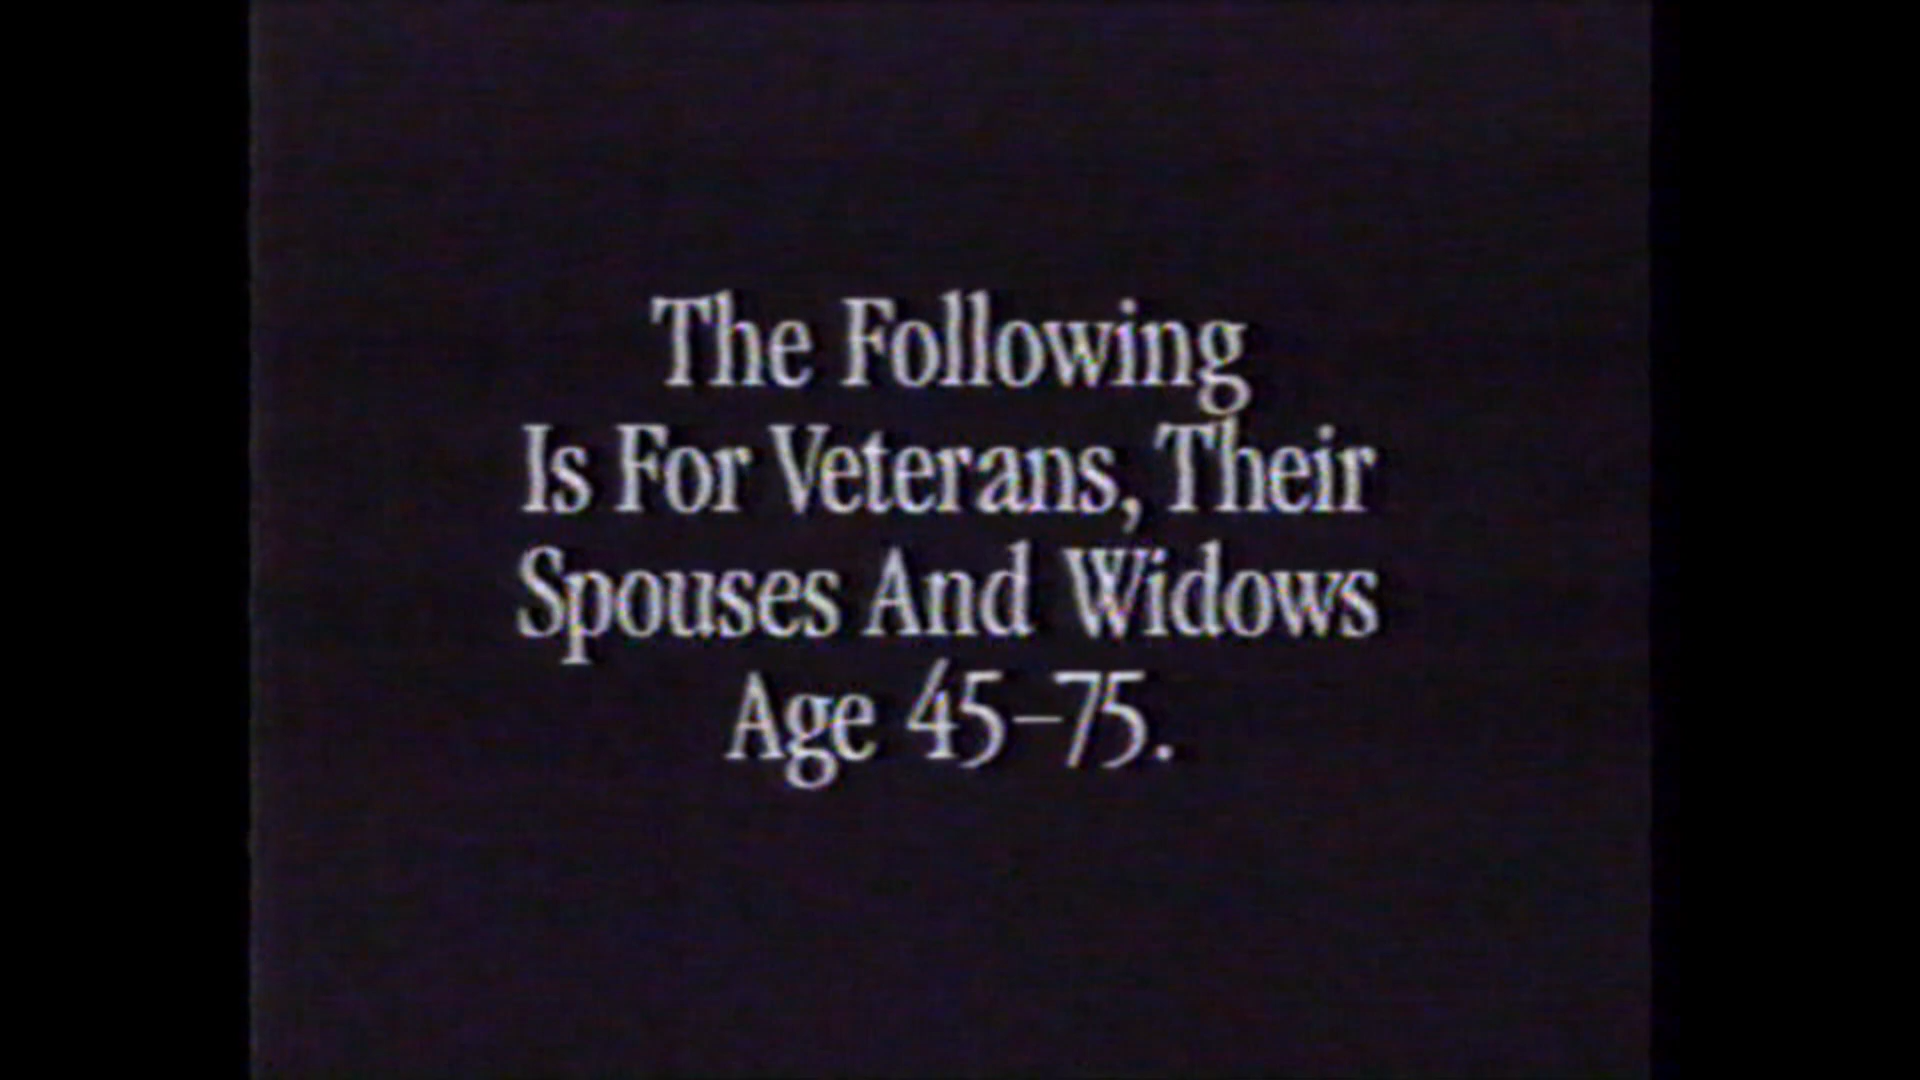 The Following
Is For Veterans, Their
Spouses And Widows
Age 45–75.